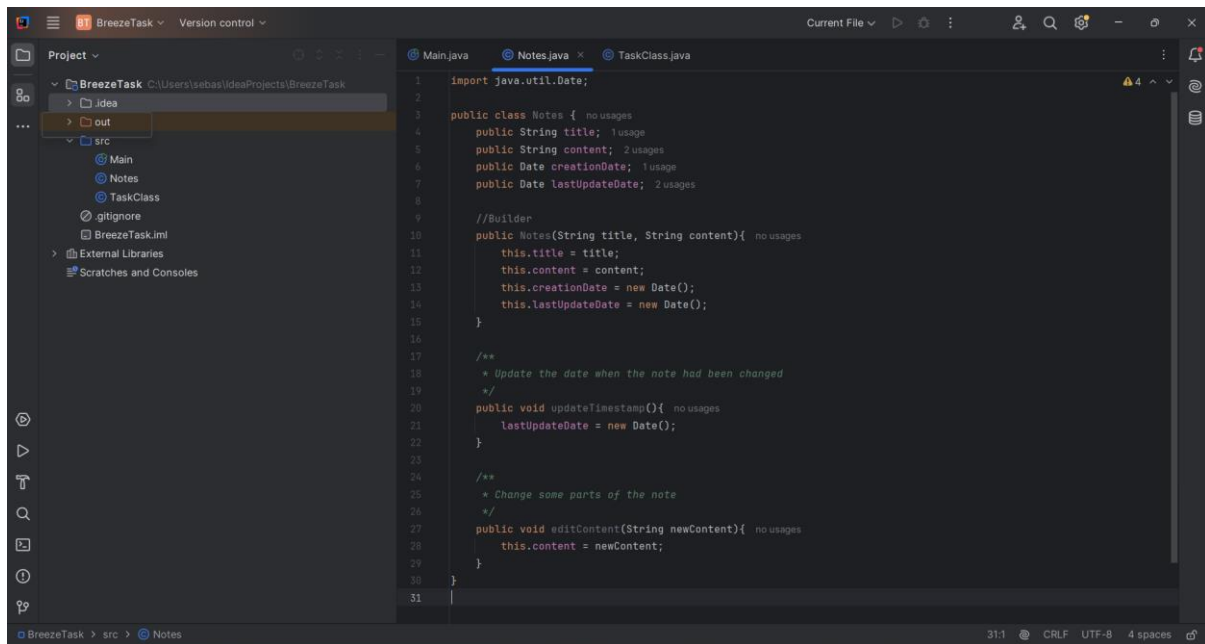 BT BreezeTask Version control Current File
Project
Main.java Notes.java TaskClass.java
BreezeTask C:\Users\sebas\IdeaProjects\BreezeTask
.idea
out
src
Main
Notes
TaskClass
.gitignore
BreezeTask.iml
External Libraries
Scratches and Consoles
4
1 import java.util.Date;
2
3 public class Notes { no usages
4 public String title; 1 usage
5 public String content; 2 usages
6 public Date creationDate; 1 usage
7 public Date lastUpdateDate; 2 usages
8
9 //Builder
10 public Notes(String title, String content){ no usages
11 this.title = title;
12 this.content = content;
13 this.creationDate = new Date();
14 this.lastUpdateDate = new Date();
15 }
16
17 /**
18 * Update the date when the note had been changed
19 */
20 public void updateTimestamp(){ no usages
21 lastUpdateDate = new Date();
22 }
23
24 /**
25 * Change some parts of the note
26 */
27 public void editContent(String newContent){ no usages
28 this.content = newContent;
29 }
30 }
31
BreezeTask > src > Notes 31:1 CRLF UTF-8 4 spaces